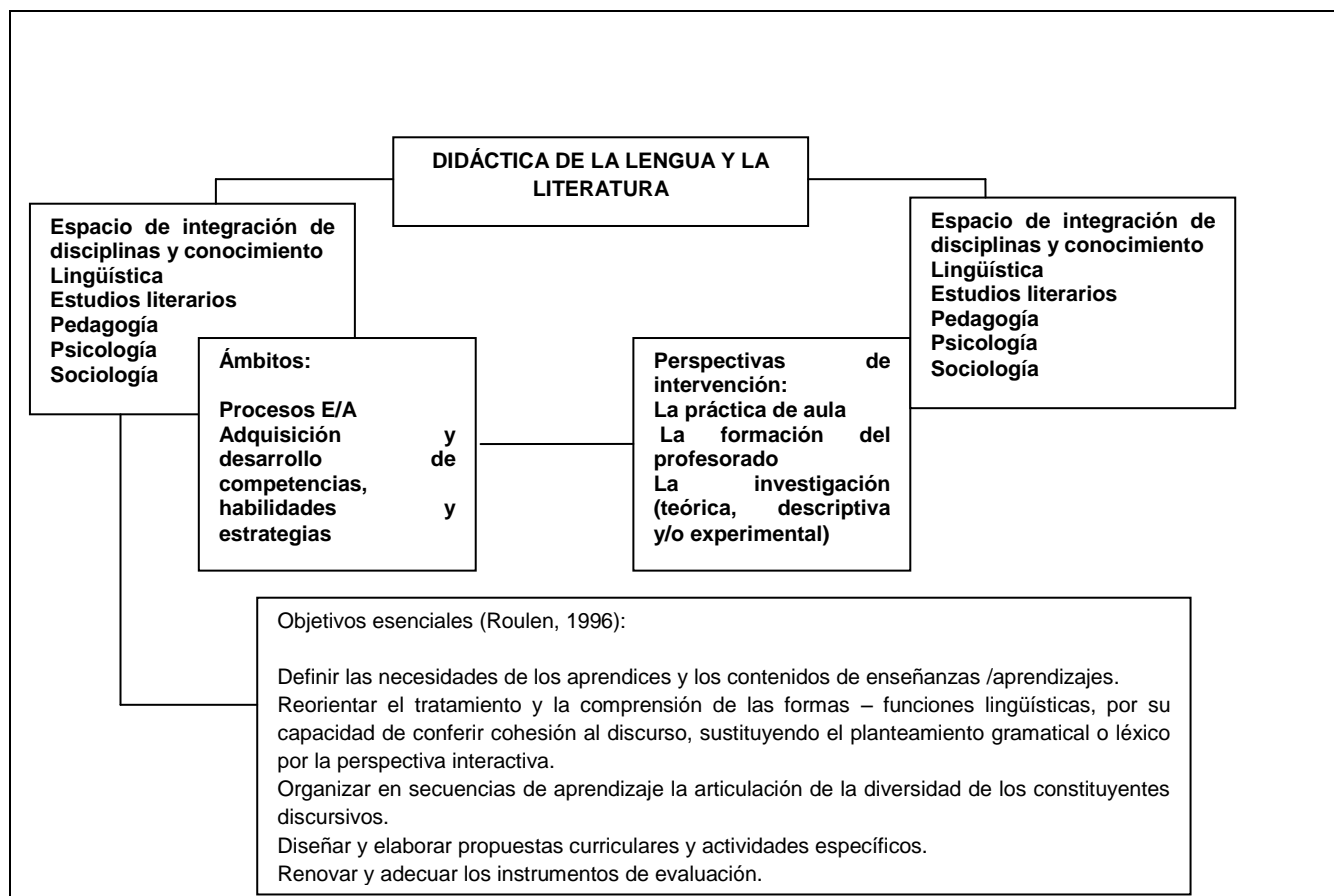 DIDÁCTICA DE LA LENGUA Y LA
LITERATURA
Espacio de integración de
disciplinas y conocimiento
Lingüística
Estudios literarios
Pedagogía
Psicología
Sociología
Espacio de integración de
disciplinas y conocimiento
Lingüística
Estudios literarios
Pedagogía
Psicología
Sociología
Ámbitos:
Procesos E/A
Adquisición y
desarrollo de
competencias,
habilidades y
estrategias
Perspectivas de
intervención:
La práctica de aula
La formación del
profesorado
La investigación
(teórica, descriptiva
y/o experimental)
Objetivos esenciales (Roulen, 1996):
Definir las necesidades de los aprendices y los contenidos de enseñanzas /aprendizajes.
Reorientar el tratamiento y la comprensión de las formas – funciones lingüísticas, por su
capacidad de conferir cohesión al discurso, sustituyendo el planteamiento gramatical o léxico
por la perspectiva interactiva.
Organizar en secuencias de aprendizaje la articulación de la diversidad de los constituyentes
discursivos.
Diseñar y elaborar propuestas curriculares y actividades específicos.
Renovar y adecuar los instrumentos de evaluación.